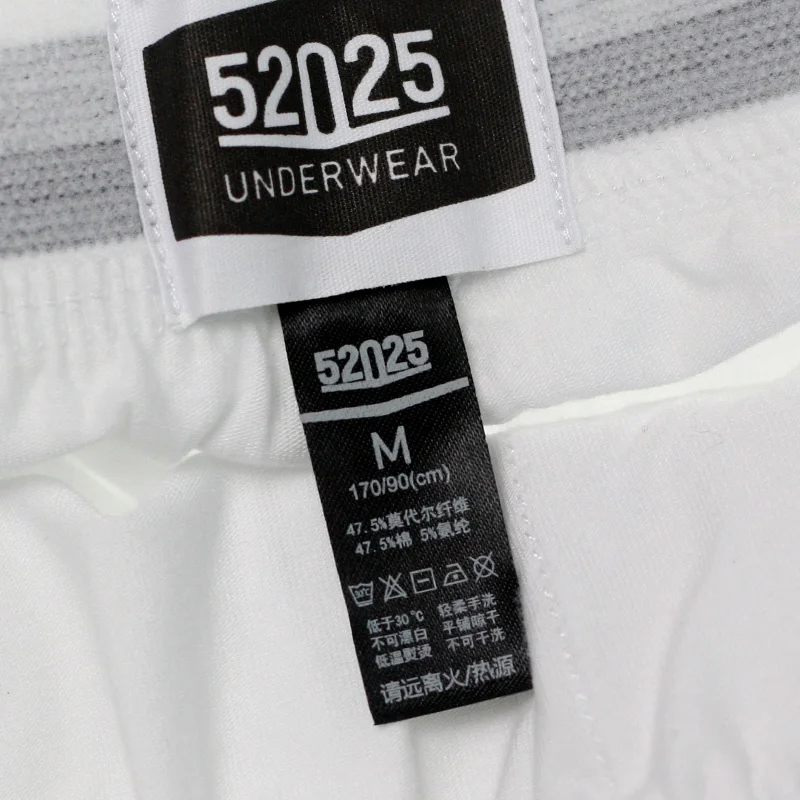 52025
UNDERWEAR
52025
M
170/90(cm)
47.5%莫代尔纤维
47.5%棉 5%氨纶
30℃
低于30℃ 轻柔手洗
不可漂白 平铺晾干
低温熨烫 不可干洗
请远离火/热源